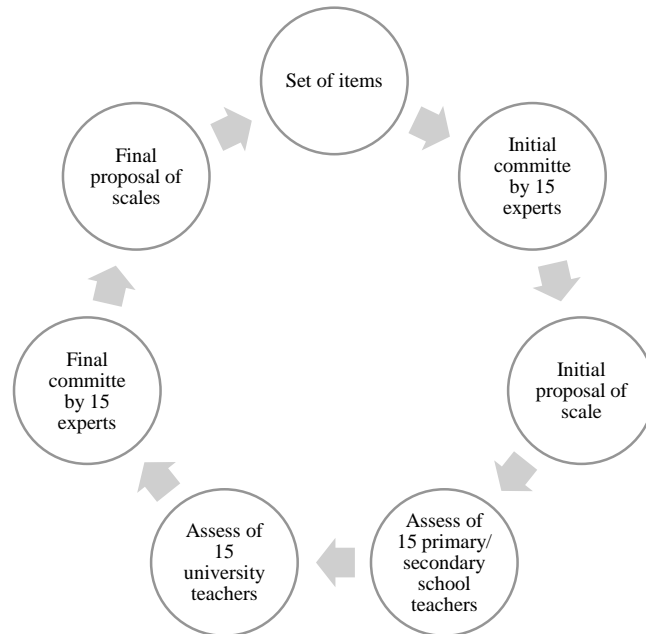 Set of items
Initial
committe
by 15
experts
Initial
proposal of
scale
Assess of
15 primary/
secondary
school
teachers
Assess of
15
university
teachers
Final
committe
by 15
experts
Final
proposal of
scales